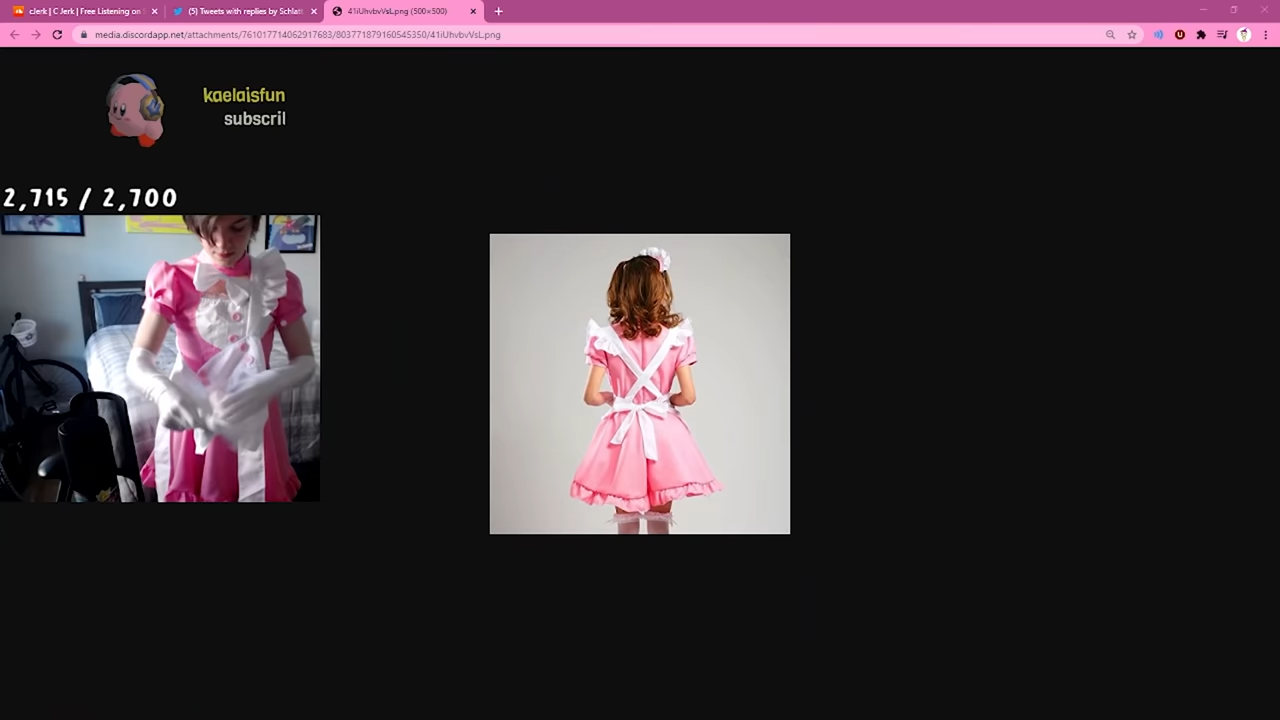 cJerk | C Jerk | Free Listening on S
(5) Tweets with replies by Schlatt
41iUhvbvVsL.png (500×500)
media.discordapp.net/attachments/761017714062917683/803771879160545350/41iUhvbvVsL.png
kaelaisfun
subscril
2,715 / 2,700